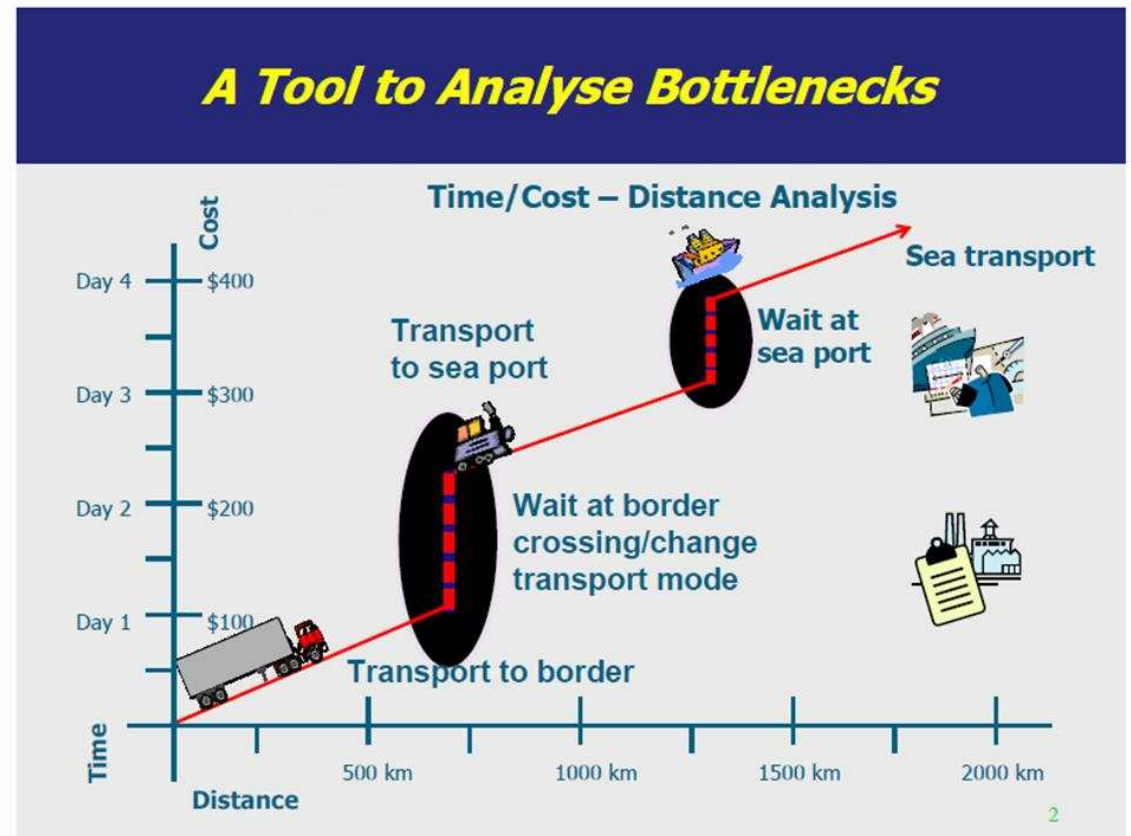 A Tool to Analyse Bottlenecks
Time/Cost – Distance Analysis
Cost
Sea transport
Day 4
$400
Transport
to sea port
Wait at
sea port
Day 3
$300
Day 2
$200
Wait at border
crossing/change
transport mode
Day 1
$100
Transport to border
Time
500 km
1000 km
1500 km
2000 km
Distance
2